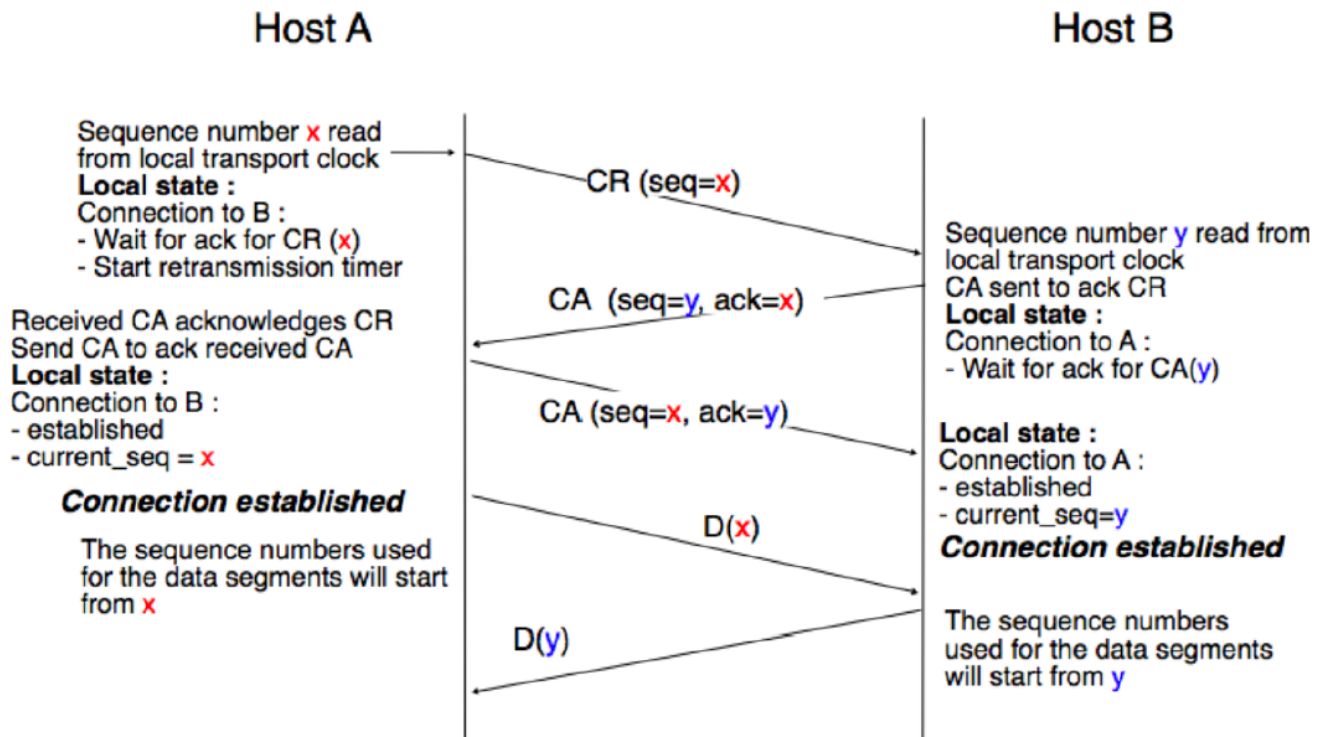 Host A
Host B
Sequence number x read
from local transport clock
Local state :
Connection to B :
- Wait for ack for CR (x)
- Start retransmission timer
CR (seq=x)
Sequence number y read from
local transport clock
CA sent to ack CR
Local state :
Connection to A :
- Wait for ack for CA(y)
CA (seq=y, ack=x)
Received CA acknowledges CR
Send CA to ack received CA
Local state :
Connection to B :
- established
- current_seq = x
Connection established
CA (seq=x, ack=y)
Local state :
Connection to A :
- established
- current_seq=y
Connection established
The sequence numbers used
for the data segments will start
from x
D(x)
D(y)
The sequence numbers
used for the data segments
will start from y